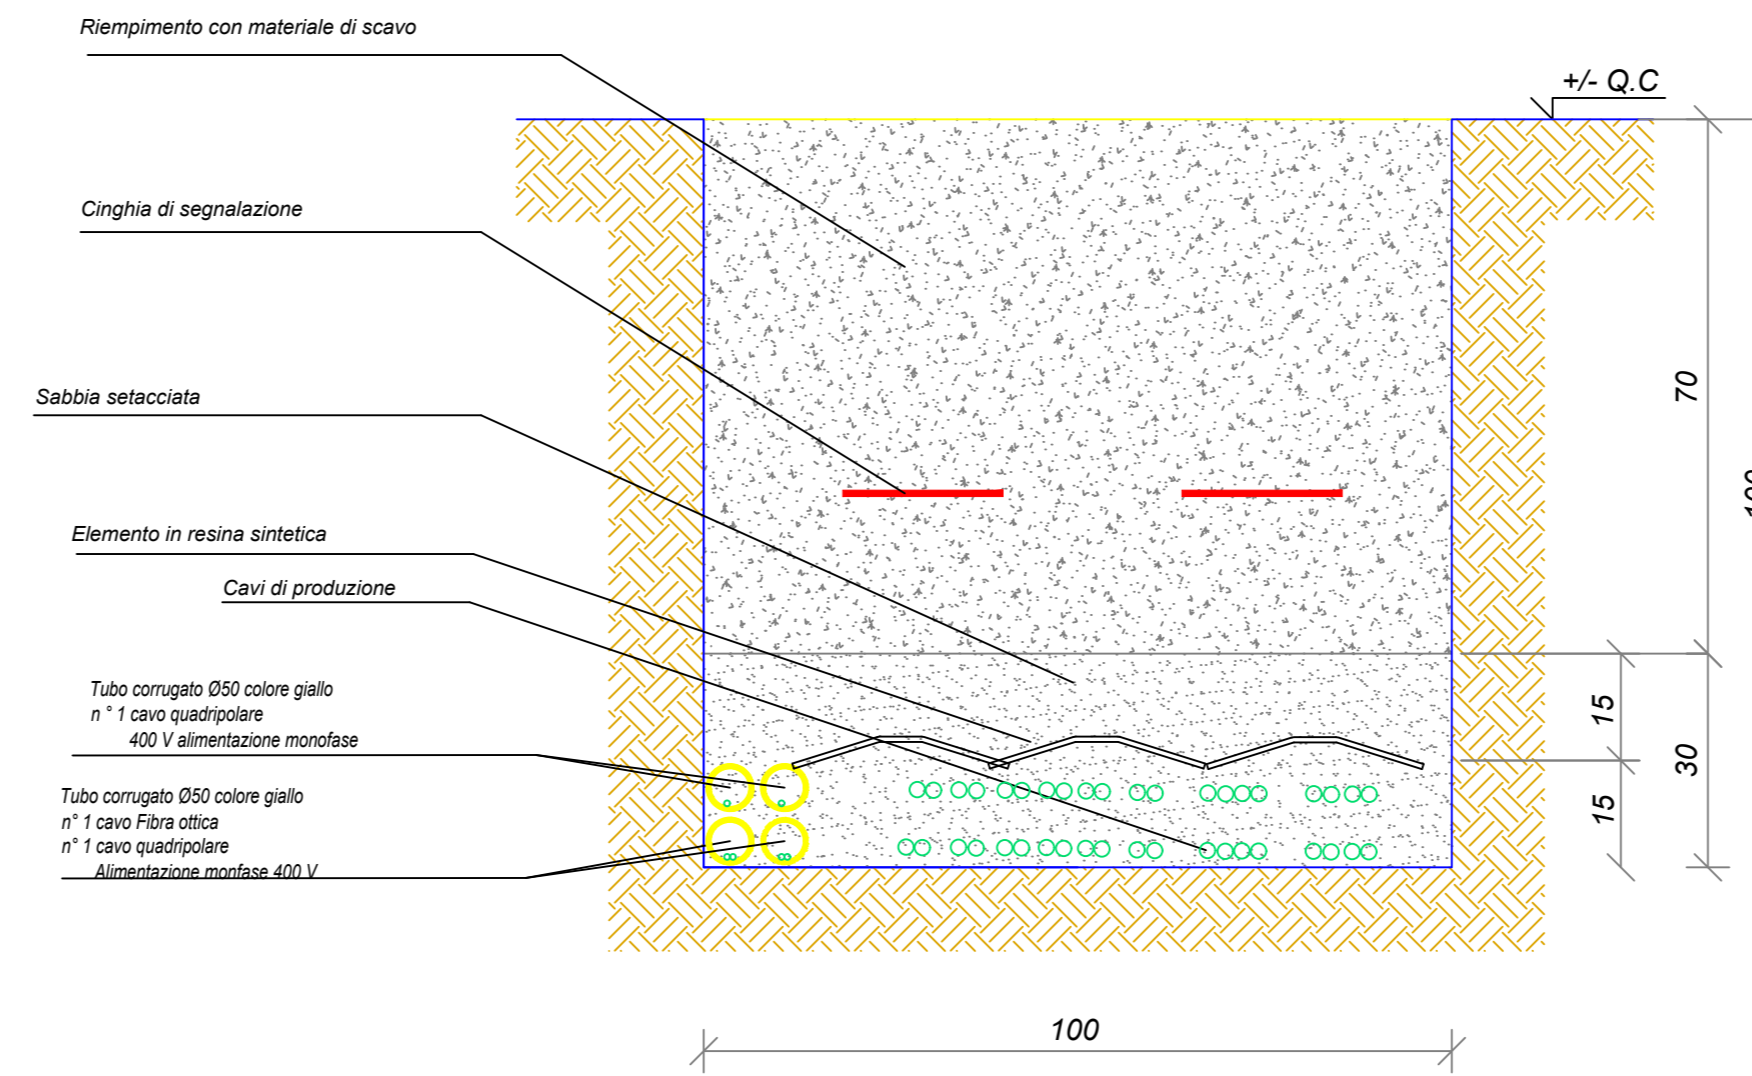 Riempimento con materiale di scavo
+/- Q.C
Cinghia di segnalazione
70
Sabbia setacciata
Elemento in resina sintetica
Cavi di produzione
Tubo corrugato Ø50 colore giallo
n ° 1 cavo quadripolare
400 V alimentazione monofase
15
30
15
Tubo corrugato Ø50 colore giallo
n° 1 cavo Fibra ottica
n° 1 cavo quadripolare
Alimentazione monfase 400 V
100